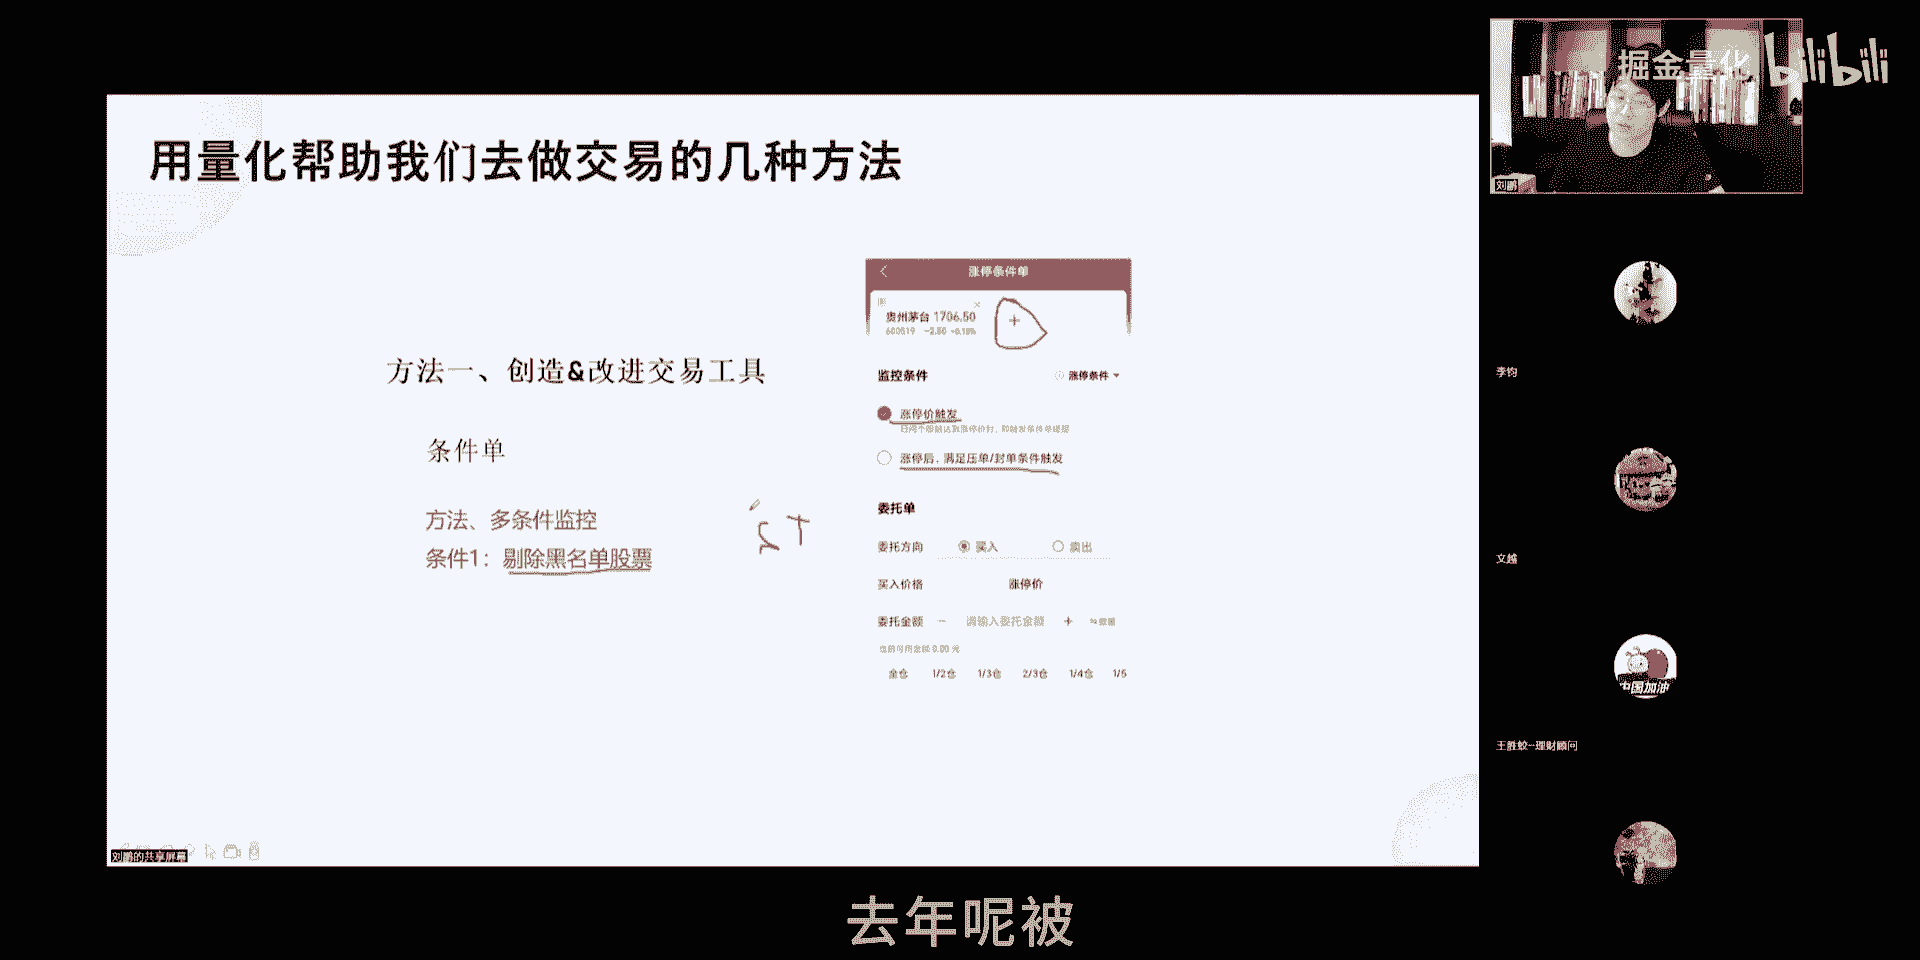 掘金量化 bilibili
用量化帮助我们去做交易的几种方法
方法一、创造&改进交易工具
条件单
方法、多条件监控
条件1：剔除黑名单股票
ST
涨停条件单
贵州茅台 1706.50
600519 -2.50 -0.15%
监控条件
涨停条件
涨停价触发
涨停后，满足压单/封单条件触发
委托单
委托方向 买入 卖出
买入价格 涨停价
委托金额 － 请输入委托金额 +
当前可用金额 0.00 元
全仓 1/2仓 1/3仓 2/3仓 1/4仓 1/5
刘鹏
李钧
文越
中国加油
王胜蛟--理财顾问
刘鹏的共享屏幕
去年呢被